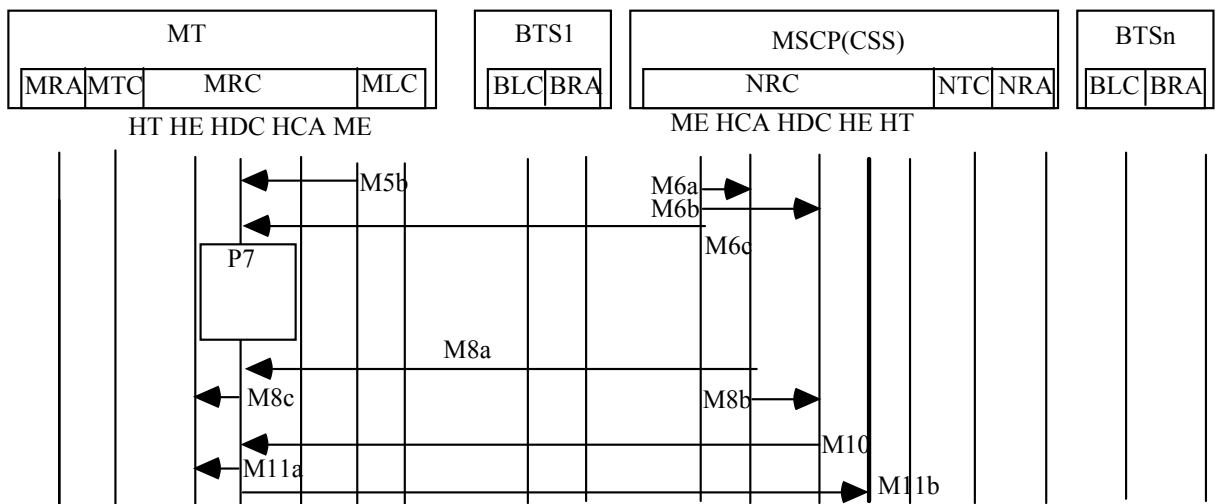 MT
BTS1
MSCP(CSS)
BTSn
MRA MTC MRC MLC
BLC BRA
NRC NTC NRA
BLC BRA
HT HE HDC HCA ME
ME HCA HDC HE HT
M5b
M6a
M6b
M6c
P7
M8a
M8c
M8b
M10
M11a
M11b